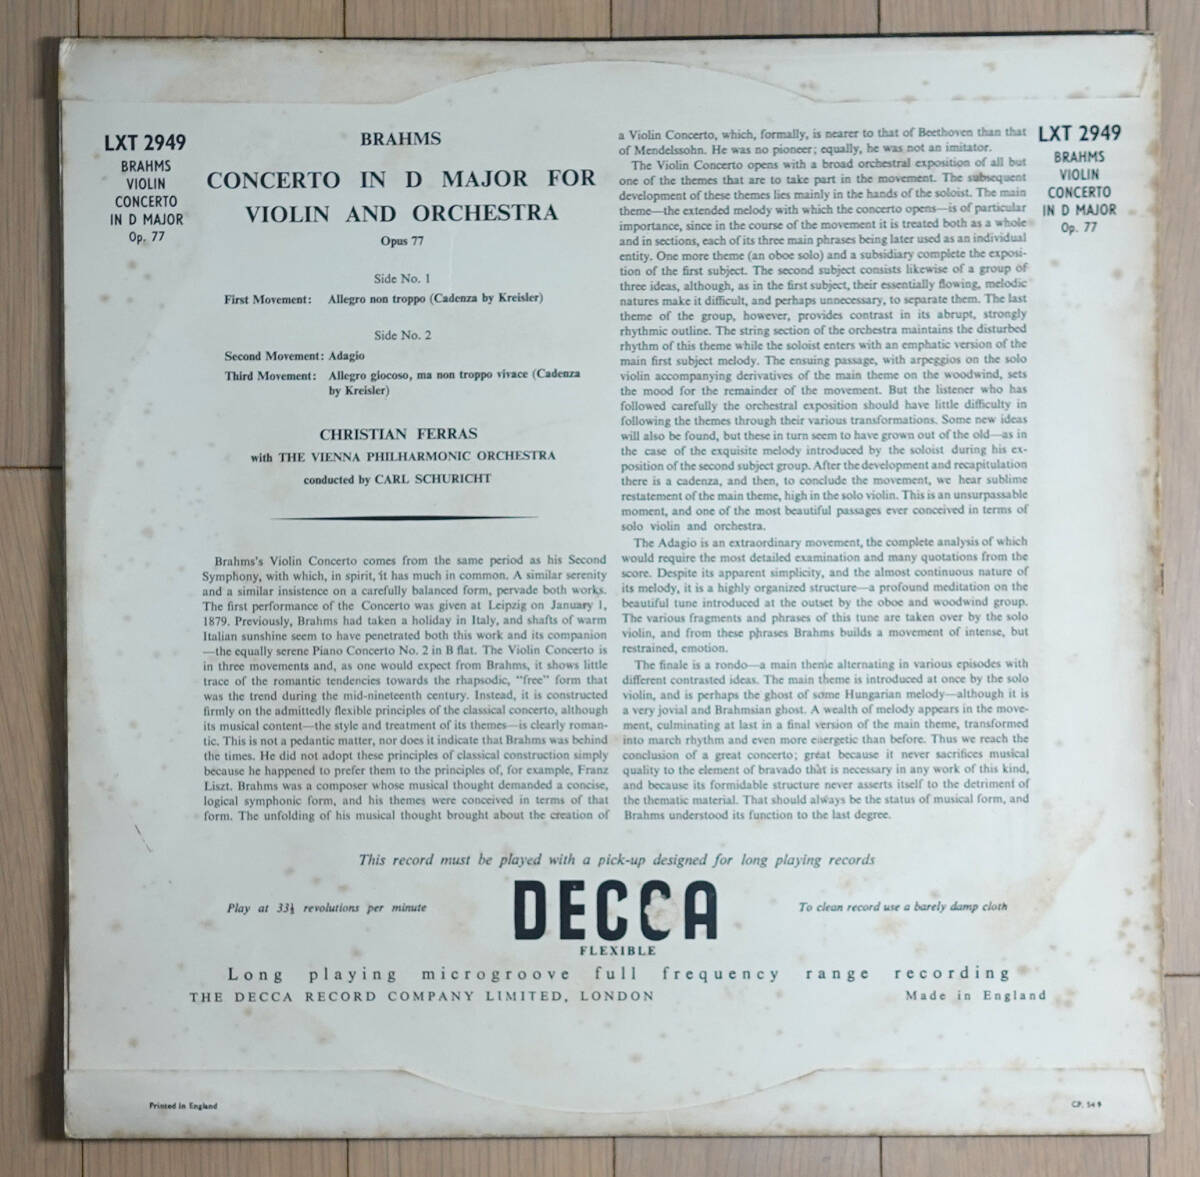 LXT 2949
BRAHMS
VIOLIN
CONCERTO
IN D MAJOR
Op. 77
BRAHMS
CONCERTO IN D MAJOR FOR
VIOLIN AND ORCHESTRA
Opus 77
Side No. 1
First Movement: Allegro non troppo (Cadenza by Kreisler)
Side No. 2
Second Movement: Adagio
Third Movement: Allegro giocoso, ma non troppo vivace (Cadenza
by Kreisler)
CHRISTIAN FERRAS
with THE VIENNA PHILHARMONIC ORCHESTRA
conducted by CARL SCHURICHT
Brahms's Violin Concerto comes from the same period as his Second
Symphony, with which, in spirit, it has much in common. A similar serenity
and a similar insistence on a carefully balanced form, pervade both works.
The first performance of the Concerto was given at Leipzig on January 1,
1879. Previously, Brahms had taken a holiday in Italy, and shafts of warm
Italian sunshine seem to have penetrated both this work and its companion
—the equally serene Piano Concerto No. 2 in B flat. The Violin Concerto is
in three movements and, as one would expect from Brahms, it shows little
trace of the romantic tendencies towards the rhapsodic, "free" form that
was the trend during the mid-nineteenth century. Instead, it is constructed
firmly on the admittedly flexible principles of the classical concerto, although
its musical content—the style and treatment of its themes—is clearly roman-
tic. This is not a pedantic matter, nor does it indicate that Brahms was behind
the times. He did not adopt these principles of classical construction simply
because he happened to prefer them to the principles of, for example, Franz
Liszt. Brahms was a composer whose musical thought demanded a concise,
logical symphonic form, and his themes were conceived in terms of that
form. The unfolding of his musical thought brought about the creation of
a Violin Concerto, which, formally, is nearer to that of Beethoven than that
of Mendelssohn. He was no pioneer; equally, he was not an imitator.
The Violin Concerto opens with a broad orchestral exposition of all but
one of the themes that are to take part in the movement. The subsequent
development of these themes lies mainly in the hands of the soloist. The main
theme—the extended melody with which the concerto opens—is of particular
importance, since in the course of the movement it is treated both as a whole
and in sections, each of its three main phrases being later used as an individual
entity. One more theme (an oboe solo) and a subsidiary complete the exposi-
tion of the first subject. The second subject consists likewise of a group of
three ideas, although, as in the first subject, their essentially flowing, melodic
natures make it difficult, and perhaps unnecessary, to separate them. The last
theme of the group, however, provides contrast in its abrupt, strongly
rhythmic outline. The string section of the orchestra maintains the disturbed
rhythm of this theme while the soloist enters with an emphatic version of the
main first subject melody. The ensuing passage, with arpeggios on the solo
violin accompanying derivatives of the main theme on the woodwind, sets
the mood for the remainder of the movement. But the listener who has
followed carefully the orchestral exposition should have little difficulty in
following the themes through their various transformations. Some new ideas
will also be found, but these in turn seem to have grown out of the old—as in
the case of the exquisite melody introduced by the soloist during his ex-
position of the second subject group. After the development and recapitulation
there is a cadenza, and then, to conclude the movement, we hear sublime
restatement of the main theme, high in the solo violin. This is an unsurpassable
moment, and one of the most beautiful passages ever conceived in terms of
solo violin and orchestra.
The Adagio is an extraordinary movement, the complete analysis of which
would require the most detailed examination and many quotations from the
score. Despite its apparent simplicity, and the almost continuous nature of
its melody, it is a highly organized structure—a profound meditation on the
beautiful tune introduced at the outset by the oboe and woodwind group.
The various fragments and phrases of this tune are taken over by the solo
violin, and from these phrases Brahms builds a movement of intense, but
restrained, emotion.
The finale is a rondo—a main theme alternating in various episodes with
different contrasted ideas. The main theme is introduced at once by the solo
violin, and is perhaps the ghost of some Hungarian melody—although it is
a very jovial and Brahmsian ghost. A wealth of melody appears in the move-
ment, culminating at last in a final version of the main theme, transformed
into march rhythm and even more energetic than before. Thus we reach the
conclusion of a great concerto; great because it never sacrifices musical
quality to the element of bravado that is necessary in any work of this kind,
and because its formidable structure never asserts itself to the detriment of
the thematic material. That should always be the status of musical form, and
Brahms understood its function to the last degree.
LXT 2949
BRAHMS
VIOLIN
CONCERTO
IN D MAJOR
Op. 77
This record must be played with a pick-up designed for long playing records
Play at 33⅓ revolutions per minute
DECCA
FLEXIBLE
To clean record use a barely damp cloth
Long playing microgroove full frequency range recording
THE DECCA RECORD COMPANY LIMITED, LONDON
Made in England
Printed in England